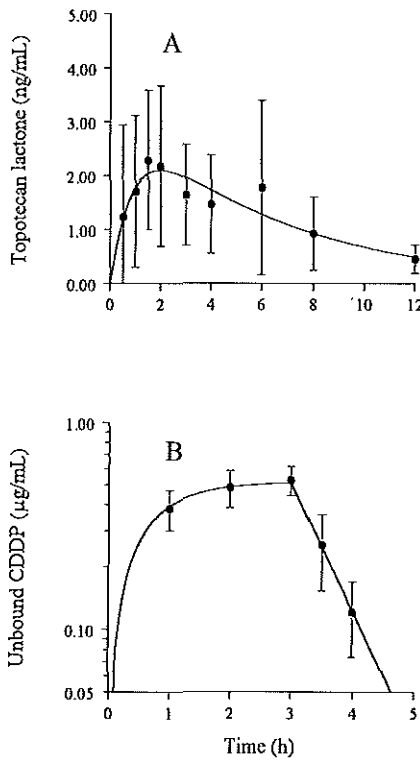 A
Topotecan lactone (ng/mL)
5.00
4.00
3.00
2.00
1.00
0.00
0 2 4 6 8 10 12
B
Unbound CDDP (µg/mL)
1.00
0.10
0.05
0 1 2 3 4 5
Time (h)